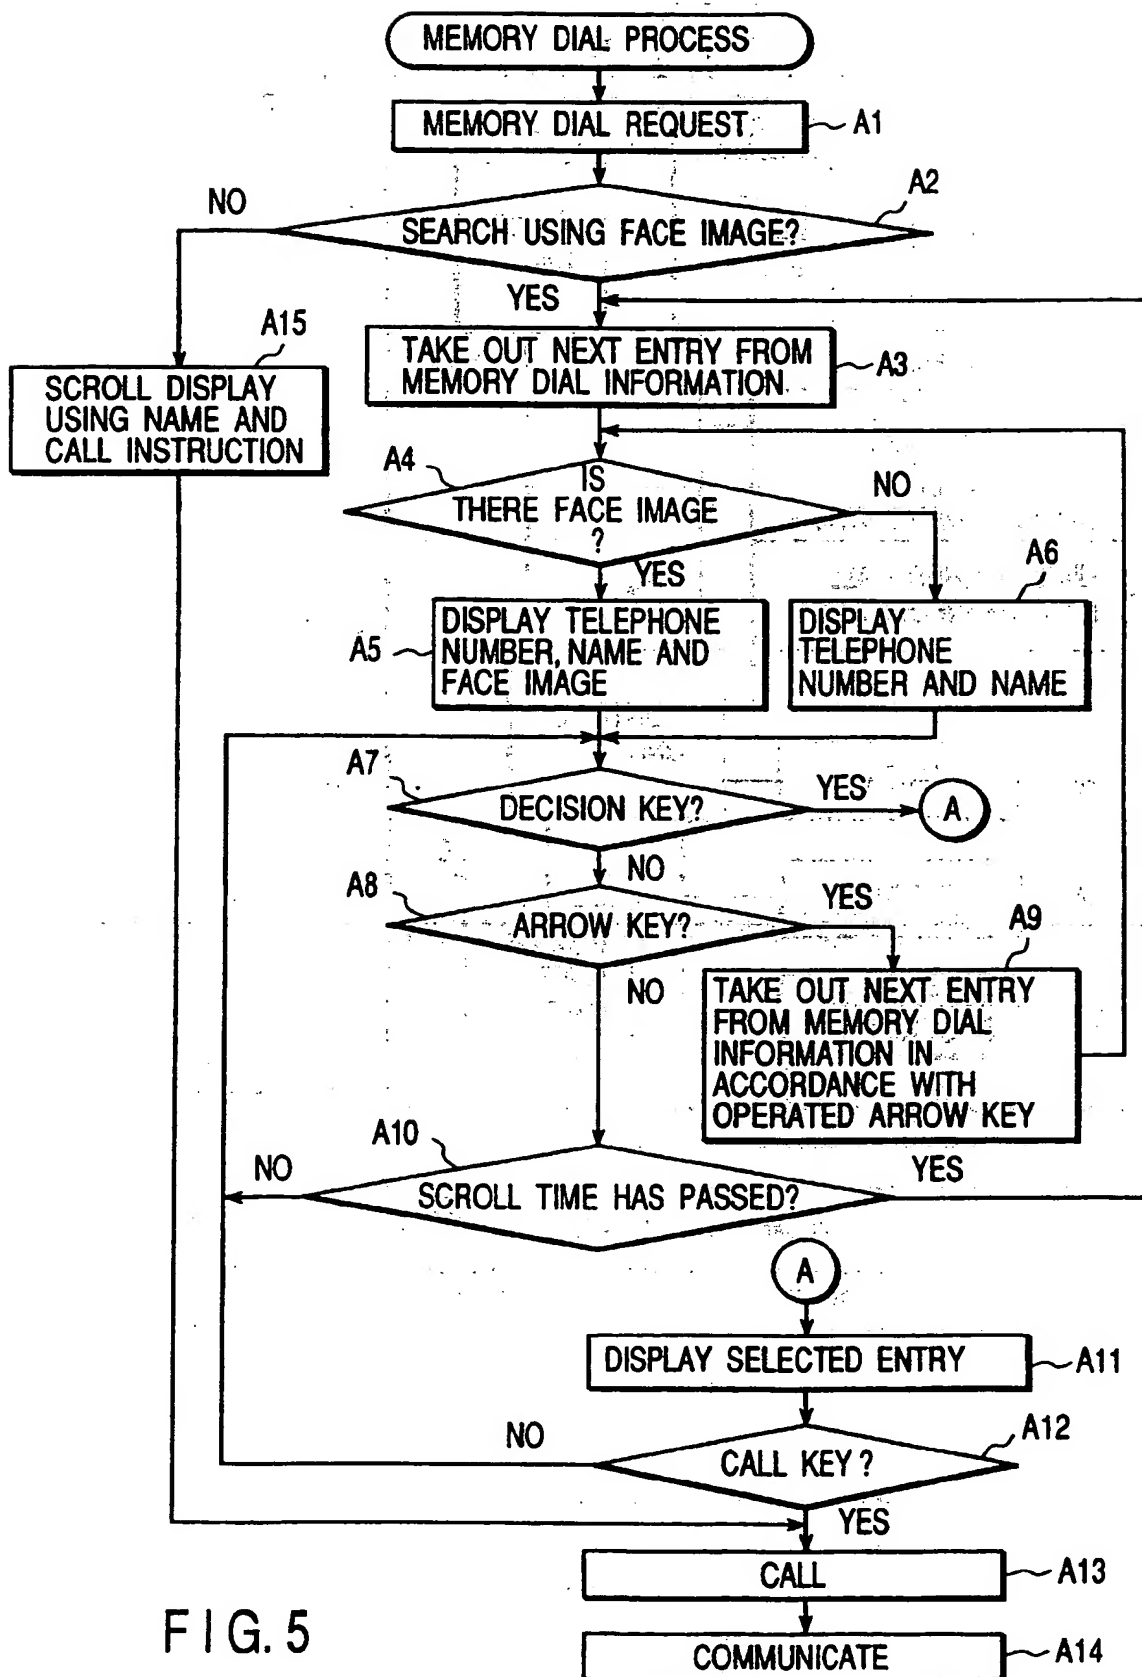 MEMORY DIAL PROCESS
MEMORY DIAL REQUEST
A1
A2
NO
SEARCH USING FACE IMAGE?
YES
A15
SCROLL DISPLAY
USING NAME AND
CALL INSTRUCTION
TAKE OUT NEXT ENTRY FROM
MEMORY DIAL INFORMATION
A3
A4
IS
THERE FACE IMAGE
?
NO
YES
A6
A5
DISPLAY TELEPHONE
NUMBER, NAME AND
FACE IMAGE
DISPLAY
TELEPHONE
NUMBER AND NAME
A7
DECISION KEY?
YES
A
NO
A8
ARROW KEY?
YES
A9
NO
TAKE OUT NEXT ENTRY
FROM MEMORY DIAL
INFORMATION IN
ACCORDANCE WITH
OPERATED ARROW KEY
A10
NO
SCROLL TIME HAS PASSED?
YES
A
DISPLAY SELECTED ENTRY
A11
NO
A12
CALL KEY?
YES
CALL
A13
COMMUNICATE
A14
FIG. 5